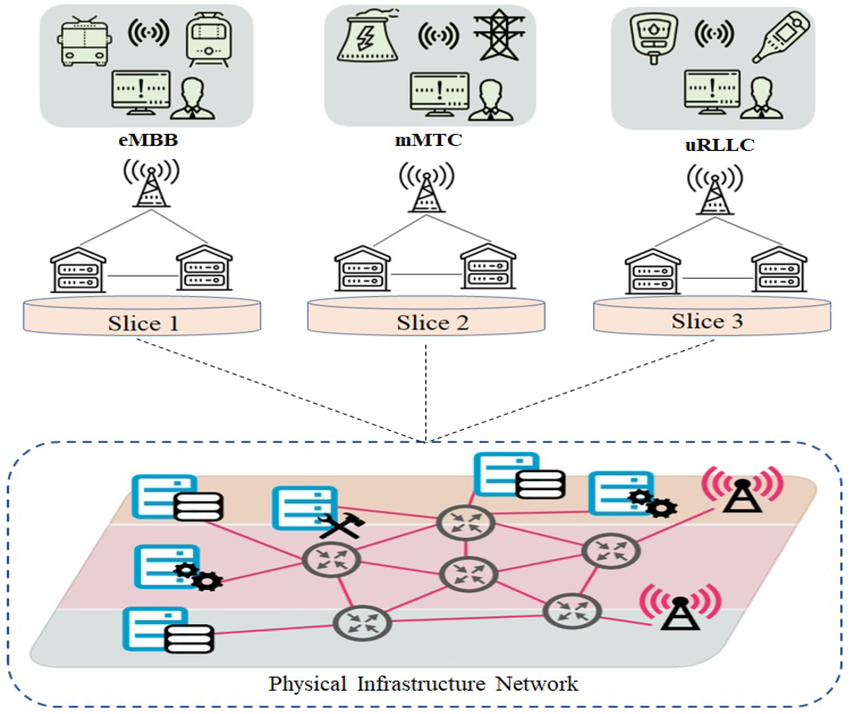 eMBB
mMTC
uRLLC
Slice 1
Slice 2
Slice 3
Physical Infrastructure Network